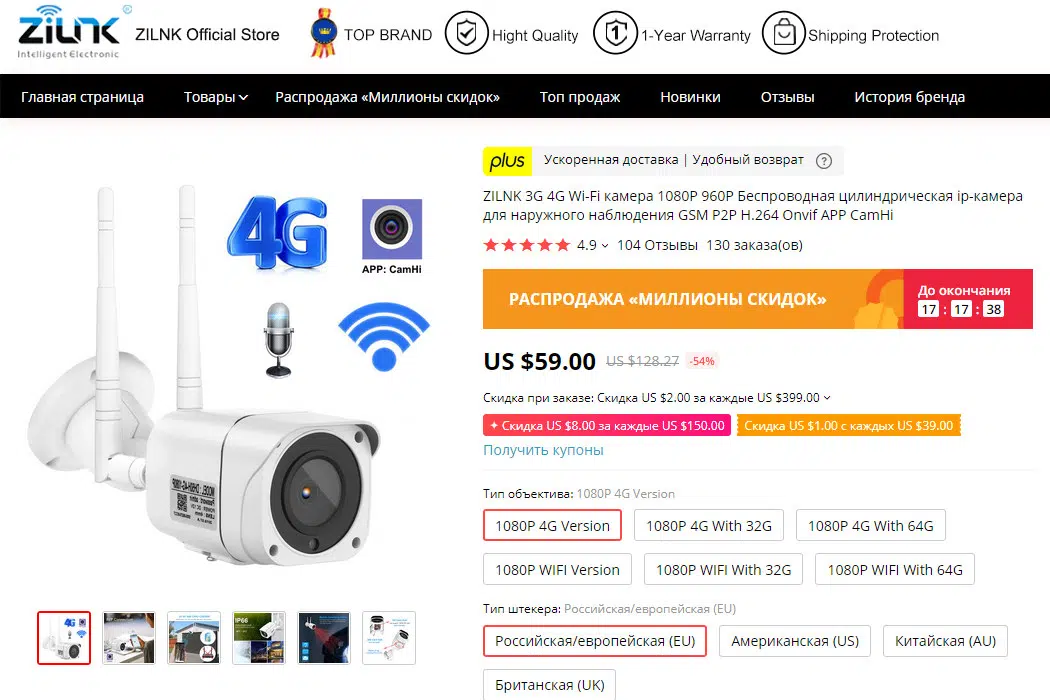 ZILNK
Intelligent Electronic
ZILNK Official Store
TOP BRAND
Hight Quality
1
1-Year Warranty
Shipping Protection
Главная страница
Товары
Распродажа «Миллионы скидок»
Топ продаж
Новинки
Отзывы
История бренда
plus
Ускоренная доставка | Удобный возврат ?
ZILNK 3G 4G Wi-Fi камера 1080P 960P Беспроводная цилиндрическая ip-камера
для наружного наблюдения GSM P2P H.264 Onvif APP CamHi
4.9
104 Отзывы
130 заказа(ов)
РАСПРОДАЖА «МИЛЛИОНЫ СКИДОК»
До окончания
17 : 17 : 38
US $59.00
US $128.27
-54%
Скидка при заказе: Скидка US $2.00 за каждые US $399.00
Скидка US $8.00 за каждые US $150.00
Скидка US $1.00 с каждых US $39.00
Получить купоны
Тип объектива: 1080P 4G Version
1080P 4G Version
1080P 4G With 32G
1080P 4G With 64G
1080P WIFI Version
1080P WIFI With 32G
1080P WIFI With 64G
Тип штекера: Российская/европейская (EU)
Российская/европейская (EU)
Американская (US)
Китайская (AU)
Британская (UK)
4G
APP: CamHi
4G
IP66